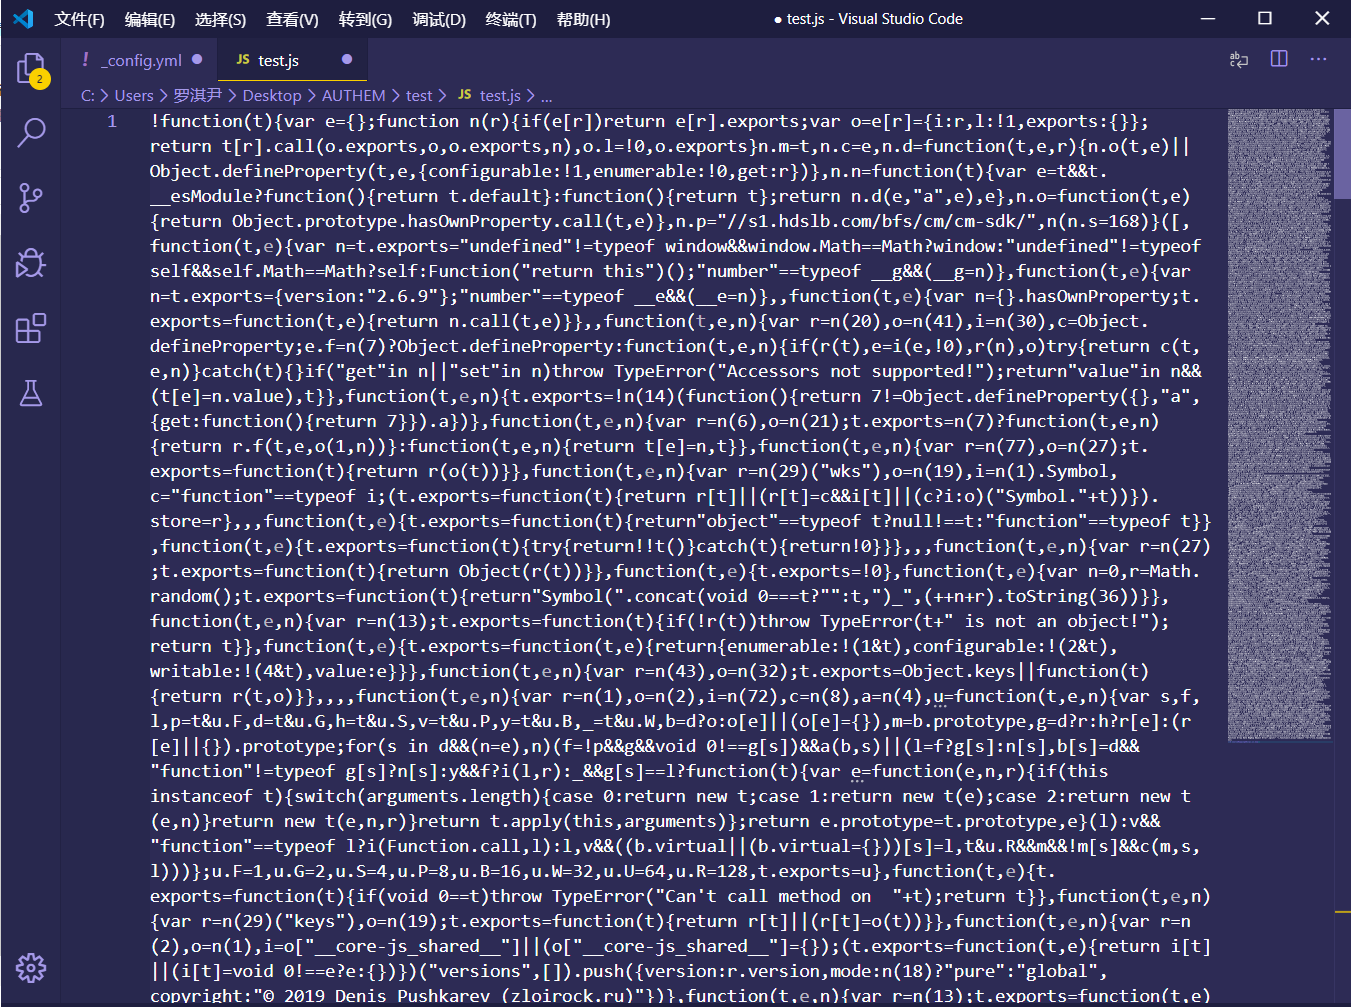 文件(F) 编辑(E) 选择(S) 查看(V) 转到(G) 调试(D) 终端(T) 帮助(H) ● test.js - Visual Studio Code
! _config.yml ● JS test.js ●
C: > Users > 罗淇尹 > Desktop > AUTHEM > test > JS test.js > ...
2
1 !function(t){var e={};function n(r){if(e[r])return e[r].exports;var o=e[r]={i:r,l:!1,exports:{}};
return t[r].call(o.exports,o,o.exports,n),o.l=!0,o.exports}n.m=t,n.c=e,n.d=function(t,e,r){n.o(t,e)||
Object.defineProperty(t,e,{configurable:!1,enumerable:!0,get:r})},n.n=function(t){var e=t&&t.
__esModule?function(){return t.default}:function(){return t};return n.d(e,"a",e),e},n.o=function(t,e)
{return Object.prototype.hasOwnProperty.call(t,e)},n.p="//s1.hdslb.com/bfs/cm/cm-sdk/",n(n.s=168)}([,
function(t,e){var n=t.exports="undefined"!=typeof window&&window.Math==Math?window:"undefined"!=typeof
self&&self.Math==Math?self:Function("return this")();"number"==typeof __g&&(__g=n)},function(t,e){var
n=t.exports={version:"2.6.9"};"number"==typeof __e&&(__e=n)},,function(t,e){var n={}.hasOwnProperty;t.
exports=function(t,e){return n.call(t,e)}},,function(t,e,n){var r=n(20),o=n(41),i=n(30),c=Object.
defineProperty;e.f=n(7)?Object.defineProperty:function(t,e,n){if(r(t),e=i(e,!0),r(n),o)try{return c(t,
e,n)}catch(t){}if("get"in n||"set"in n)throw TypeError("Accessors not supported!");return"value"in n&&
(t[e]=n.value),t}},function(t,e,n){t.exports=!n(14)(function(){return 7!=Object.defineProperty({},"a",
{get:function(){return 7}}).a})},function(t,e,n){var r=n(6),o=n(21);t.exports=n(7)?function(t,e,n)
{return r.f(t,e,o(1,n))}:function(t,e,n){return t[e]=n,t}},function(t,e,n){var r=n(77),o=n(27);t.
exports=function(t){return r(o(t))}},function(t,e,n){var r=n(29)("wks"),o=n(19),i=n(1).Symbol,
c="function"==typeof i;(t.exports=function(t){return r[t]||(r[t]=c&&i[t]||(c?i:o)("Symbol."+t))}).
store=r},,,function(t,e){t.exports=function(t){return"object"==typeof t?null!==t:"function"==typeof t}}
,function(t,e){t.exports=function(t){try{return!!t()}catch(t){return!0}}},,,function(t,e,n){var r=n(27)
;t.exports=function(t){return Object(r(t))}},function(t,e){t.exports=!0},function(t,e){var n=0,r=Math.
random();t.exports=function(t){return"Symbol(".concat(void 0===t?"":t,")_",(++n+r).toString(36))}},
function(t,e,n){var r=n(13);t.exports=function(t){if(!r(t))throw TypeError(t+" is not an object!");
return t}},function(t,e){t.exports=function(t,e){return{enumerable:!(1&t),configurable:!(2&t),
writable:!(4&t),value:e}}},function(t,e,n){var r=n(43),o=n(32);t.exports=Object.keys||function(t)
{return r(t,o)}},,,,function(t,e,n){var r=n(1),o=n(2),i=n(72),c=n(8),a=n(4),u=function(t,e,n){var s,f,
l,p=t&u.F,d=t&u.G,h=t&u.S,v=t&u.P,y=t&u.B,_=t&u.W,b=d?o:o[e]||(o[e]={}),m=b.prototype,g=d?r:h?r[e]:(r
[e]||{}).prototype;for(s in d&&(n=e),n)(f=!p&&g&&void 0!==g[s])&&a(b,s)||(l=f?g[s]:n[s],b[s]=d&&
"function"!=typeof g[s]?n[s]:y&&f?i(l,r):_&&g[s]==l?function(t){var e=function(e,n,r){if(this
instanceof t){switch(arguments.length){case 0:return new t;case 1:return new t(e);case 2:return new t
(e,n)}return new t(e,n,r)}return t.apply(this,arguments)};return e.prototype=t.prototype,e}(l):v&&
"function"==typeof l?i(Function.call,l):l,v&&((b.virtual||(b.virtual={}))[s]=l,t&u.R&&m&&!m[s]&&c(m,s,
l)))};u.F=1,u.G=2,u.S=4,u.P=8,u.B=16,u.W=32,u.U=64,u.R=128,t.exports=u},function(t,e){t.
exports=function(t){if(void 0==t)throw TypeError("Can't call method on  "+t);return t}},function(t,e,n)
{var r=n(29)("keys"),o=n(19);t.exports=function(t){return r[t]||(r[t]=o(t))}},function(t,e,n){var r=n
(2),o=n(1),i=o["__core-js_shared__"]||(o["__core-js_shared__"]={});(t.exports=function(t,e){return i[t]
||(i[t]=void 0!==e?e:{})})("versions",[]).push({version:r.version,mode:n(18)?"pure":"global",
copyright:"© 2019 Denis Pushkarev (zloirock.ru)"})},function(t,e,n){var r=n(13);t.exports=function(t,e)